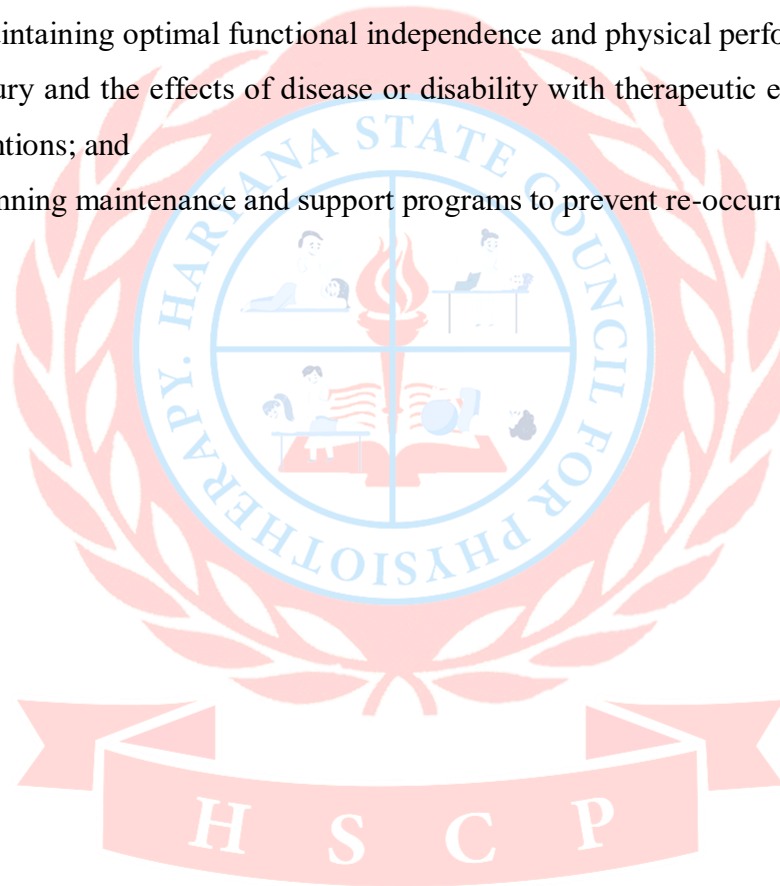 intaining optimal functional independence and physical perfo
ury and the effects of disease or disability with therapeutic e
ntions; and
nning maintenance and support programs to prevent re-occurr
HARIANA STATE COUNCIL FOR PHYSIOTHERAPY.
H S C P